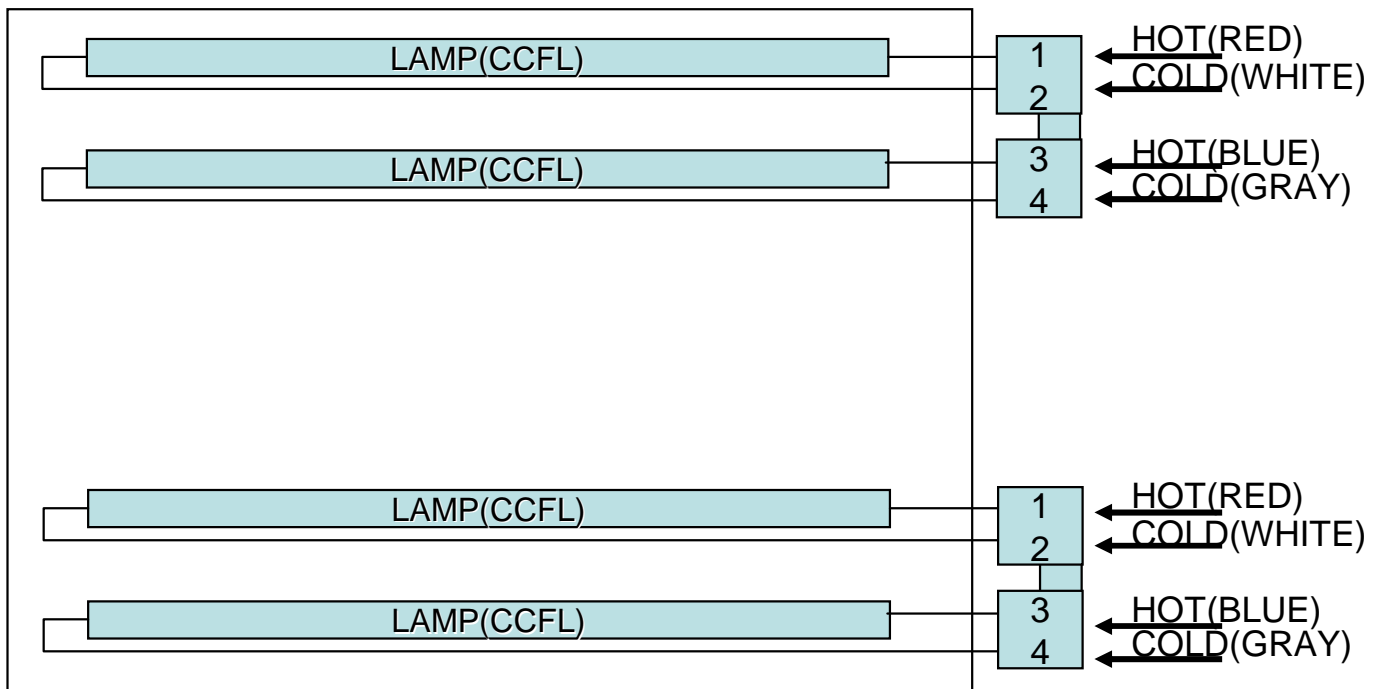 LAMP(CCFL)
1
HOT(RED)
2
COLD(WHITE)
LAMP(CCFL)
3
HOT(BLUE)
4
COLD(GRAY)
LAMP(CCFL)
1
HOT(RED)
2
COLD(WHITE)
LAMP(CCFL)
3
HOT(BLUE)
4
COLD(GRAY)